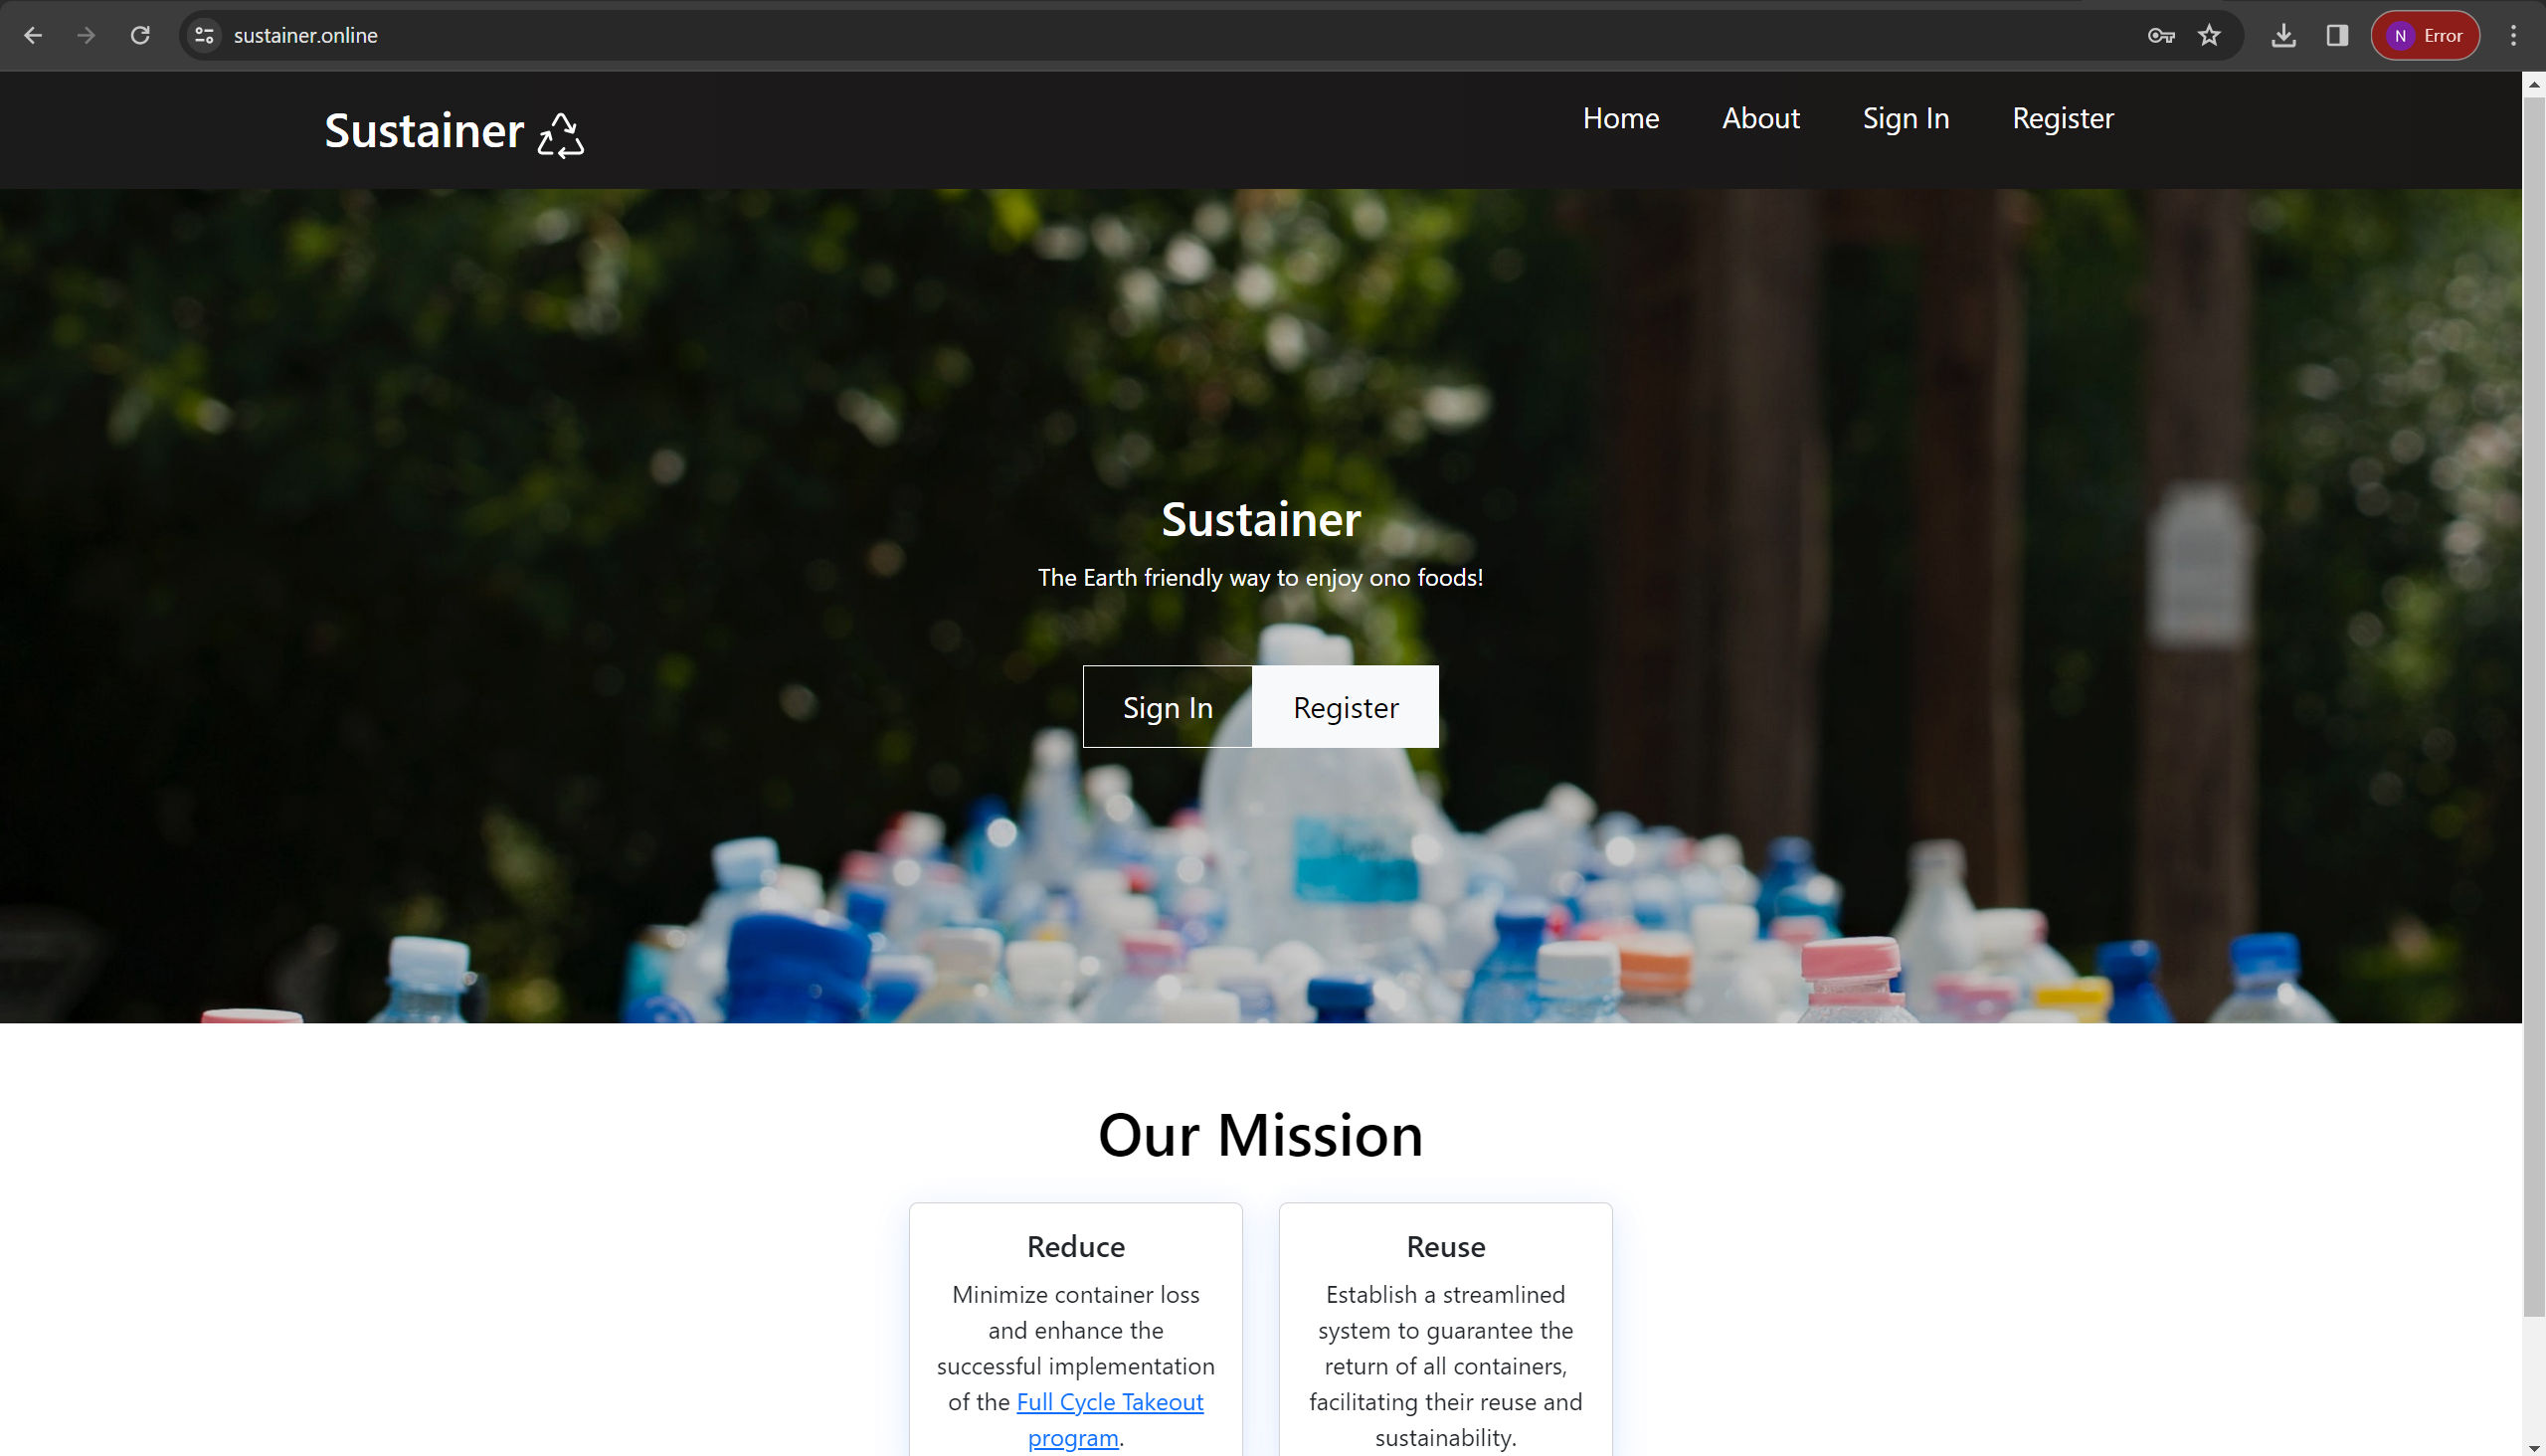 sustainer.online
N Error
Sustainer
Home About Sign In Register
Sustainer
The Earth friendly way to enjoy ono foods!
Sign In Register
Our Mission
Reduce
Minimize container loss
and enhance the
successful implementation
of the Full Cycle Takeout
program.
Reuse
Establish a streamlined
system to guarantee the
return of all containers,
facilitating their reuse and
sustainability.